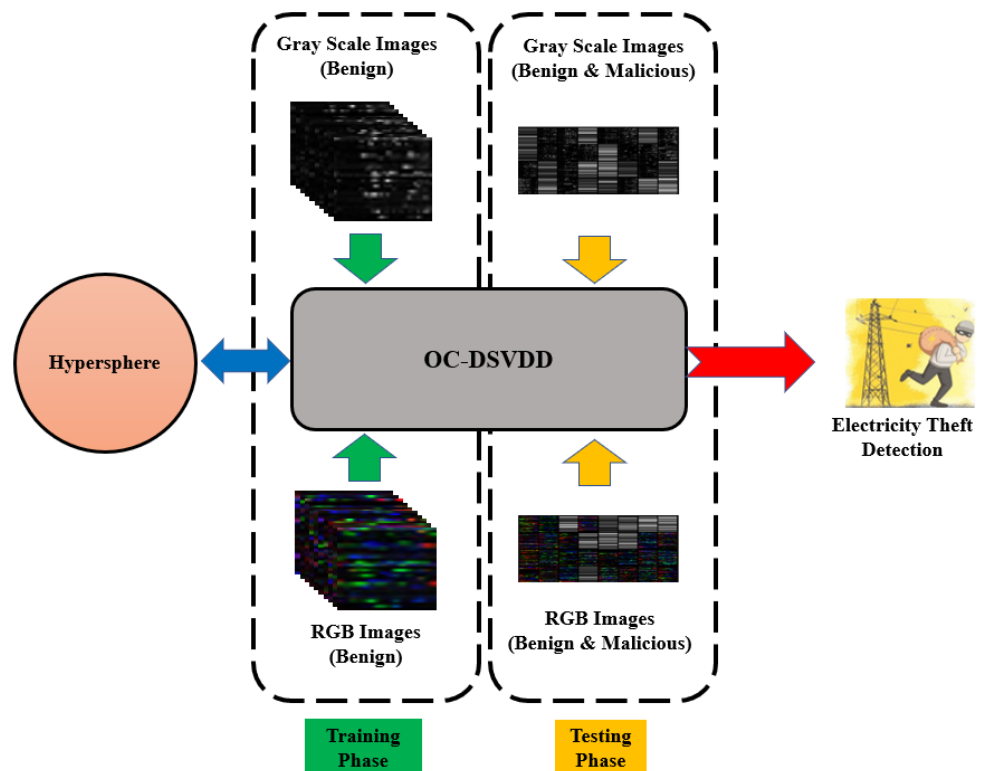 Gray Scale Images
(Benign)
Gray Scale Images
(Benign & Malicious)
Hypersphere
OC-DSVDD
Electricity Theft
Detection
RGB Images
(Benign)
RGB Images
(Benign & Malicious)
Training
Phase
Testing
Phase